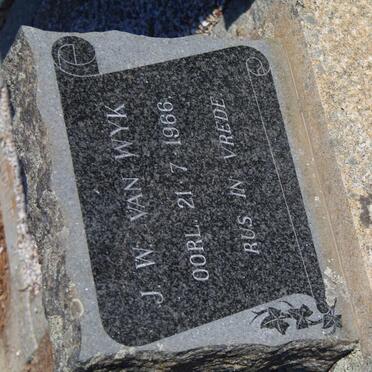 J. W. VAN WYK
OORL. 21 7 1966.
RUS IN VREDE